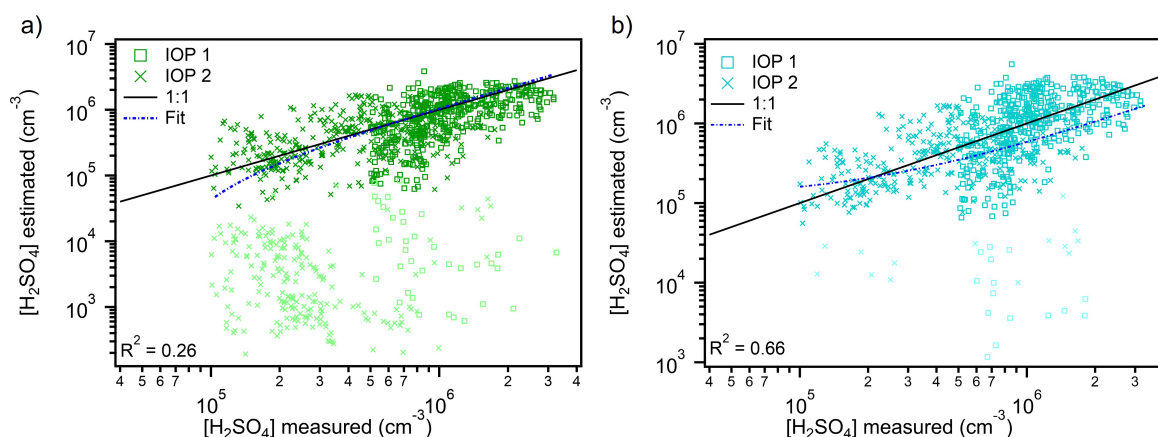 a)
10^7
10^6
10^5
10^4
10^3
[H₂SO₄] estimated (cm⁻³)
IOP 1
IOP 2
1:1
Fit
R² = 0.26
4 5 6 7 2 3 4 5 6 7 2 3 4
10^5 10^6
[H₂SO₄] measured (cm⁻³)
b)
10^7
10^6
10^5
10^4
10^3
[H₂SO₄] estimated (cm⁻³)
IOP 1
IOP 2
1:1
Fit
R² = 0.66
4 5 6 7 2 3 4 5 6 7 2 3
10^5 10^6
[H₂SO₄] measured (cm⁻³)